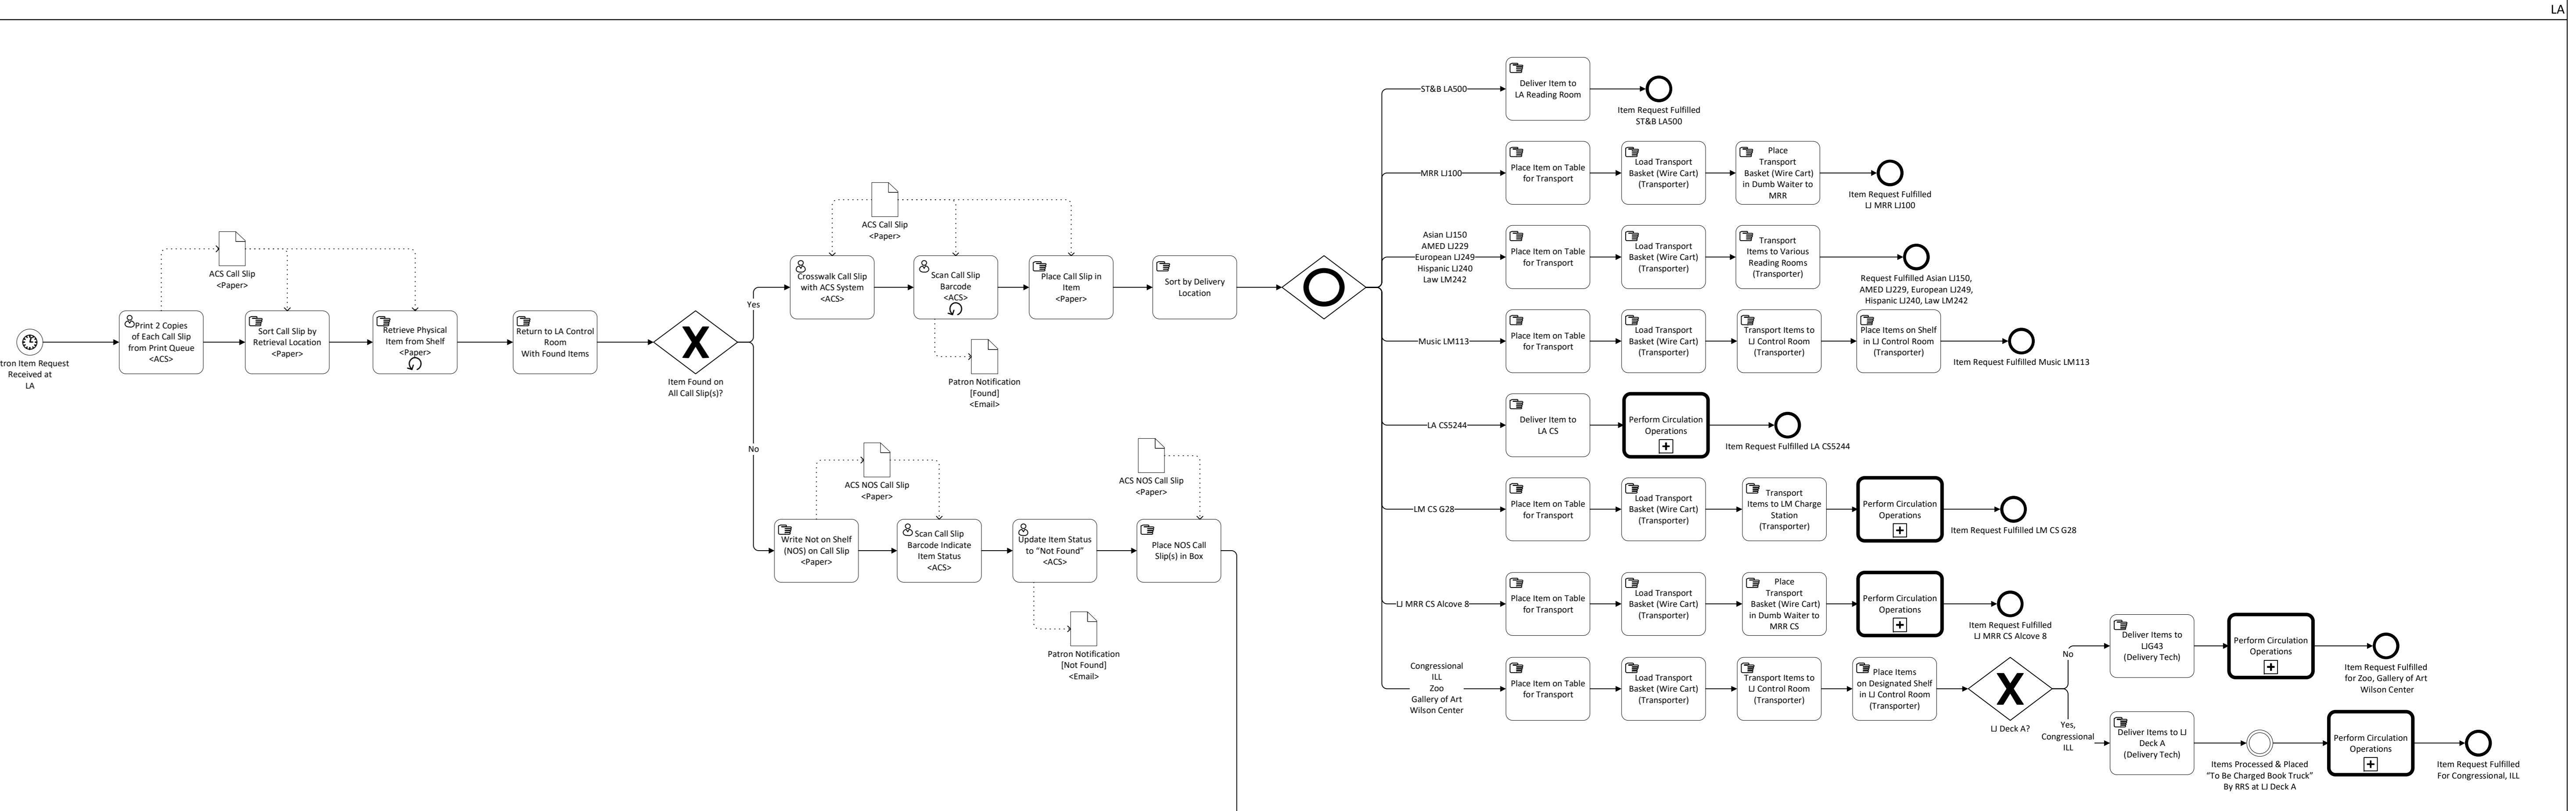 LA
tron Item Request
Received at
LA
Print 2 Copies
of Each Call Slip
from Print Queue
<ACS>
ACS Call Slip
<Paper>
Sort Call Slip by
Retrieval Location
<Paper>
Retrieve Physical
Item from Shelf
<Paper>
Return to LA Control
Room
With Found Items
X
Item Found on
All Call Slip(s)?
Yes
No
ACS Call Slip
<Paper>
Crosswalk Call Slip
with ACS System
<ACS>
Scan Call Slip
Barcode
<ACS>
Place Call Slip in
Item
<Paper>
Sort by Delivery
Location
Patron Notification
[Found]
<Email>
ACS NOS Call Slip
<Paper>
ACS NOS Call Slip
<Paper>
Write Not on Shelf
(NOS) on Call Slip
<Paper>
Scan Call Slip
Barcode Indicate
Item Status
<ACS>
Update Item Status
to “Not Found”
<ACS>
Place NOS Call
Slip(s) in Box
Patron Notification
[Not Found]
<Email>
ST&B LA500
Deliver Item to
LA Reading Room
Item Request Fulfilled
ST&B LA500
MRR LJ100
Place Item on Table
for Transport
Load Transport
Basket (Wire Cart)
(Transporter)
Place
Transport
Basket (Wire Cart)
in Dumb Waiter to
MRR
Item Request Fulfilled
LJ MRR LJ100
Asian LJ150
AMED LJ229
European LJ249
Hispanic LJ240
Law LM242
Place Item on Table
for Transport
Load Transport
Basket (Wire Cart)
(Transporter)
Transport
Items to Various
Reading Rooms
(Transporter)
Request Fulfilled Asian LJ150,
AMED LJ229, European LJ249,
Hispanic LJ240, Law LM242
Music LM113
Place Item on Table
for Transport
Load Transport
Basket (Wire Cart)
(Transporter)
Transport Items to
LJ Control Room
(Transporter)
Place Items on Shelf
in LJ Control Room
(Transporter)
Item Request Fulfilled Music LM113
LA CS5244
Deliver Item to
LA CS
Perform Circulation
Operations
Item Request Fulfilled LA CS5244
LM CS G28
Place Item on Table
for Transport
Load Transport
Basket (Wire Cart)
(Transporter)
Transport
Items to LM Charge
Station
(Transporter)
Perform Circulation
Operations
Item Request Fulfilled LM CS G28
LJ MRR CS Alcove 8
Place Item on Table
for Transport
Load Transport
Basket (Wire Cart)
(Transporter)
Place
Transport
Basket (Wire Cart)
in Dumb Waiter to
MRR CS
Perform Circulation
Operations
Item Request Fulfilled
LJ MRR CS Alcove 8
Congressional
ILL
Zoo
Gallery of Art
Wilson Center
Place Item on Table
for Transport
Load Transport
Basket (Wire Cart)
(Transporter)
Transport Items to
LJ Control Room
(Transporter)
Place Items
on Designated Shelf
in LJ Control Room
(Transporter)
X
LJ Deck A?
No
Deliver Items to
LJG43
(Delivery Tech)
Perform Circulation
Operations
Item Request Fulfilled
for Zoo, Gallery of Art
Wilson Center
Yes,
Congressional
ILL
Deliver Items to LJ
Deck A
(Delivery Tech)
Items Processed & Placed
“To Be Charged Book Truck”
By RRS at LJ Deck A
Perform Circulation
Operations
Item Request Fulfilled
For Congressional, ILL